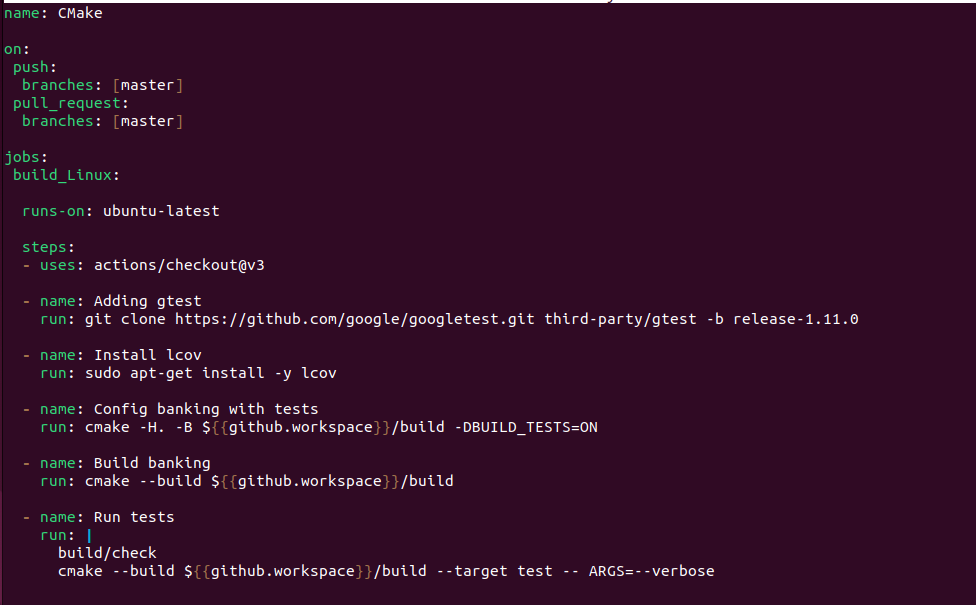 name: CMake

on:
 push:
  branches: [master]
 pull_request:
  branches: [master]

jobs:
 build_Linux:

  runs-on: ubuntu-latest

  steps:
  - uses: actions/checkout@v3

  - name: Adding gtest
    run: git clone https://github.com/google/googletest.git third-party/gtest -b release-1.11.0

  - name: Install lcov
    run: sudo apt-get install -y lcov

  - name: Config banking with tests
    run: cmake -H. -B ${{github.workspace}}/build -DBUILD_TESTS=ON

  - name: Build banking
    run: cmake --build ${{github.workspace}}/build

  - name: Run tests
    run: |
      build/check
      cmake --build ${{github.workspace}}/build --target test -- ARGS=--verbose